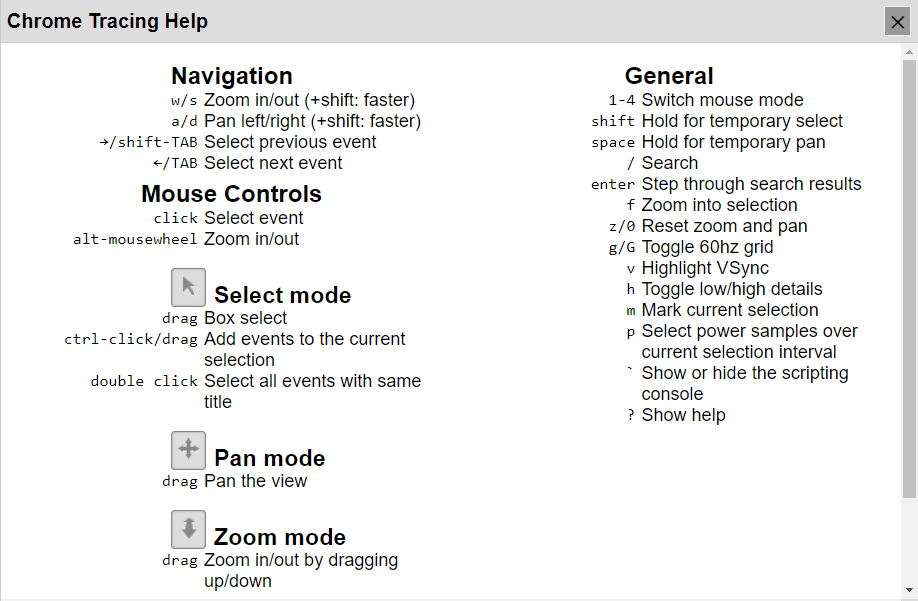 Chrome Tracing Help
Navigation
w/s Zoom in/out (+shift: faster)
a/d Pan left/right (+shift: faster)
→/shift-TAB Select previous event
←/TAB Select next event
Mouse Controls
click Select event
alt-mousewheel Zoom in/out
Select mode
drag Box select
ctrl-click/drag Add events to the current
selection
double click Select all events with same
title
Pan mode
drag Pan the view
Zoom mode
drag Zoom in/out by dragging
up/down
General
1-4 Switch mouse mode
shift Hold for temporary select
space Hold for temporary pan
/ Search
enter Step through search results
f Zoom into selection
z/0 Reset zoom and pan
g/G Toggle 60hz grid
v Highlight VSync
h Toggle low/high details
m Mark current selection
p Select power samples over
current selection interval
` Show or hide the scripting
console
? Show help